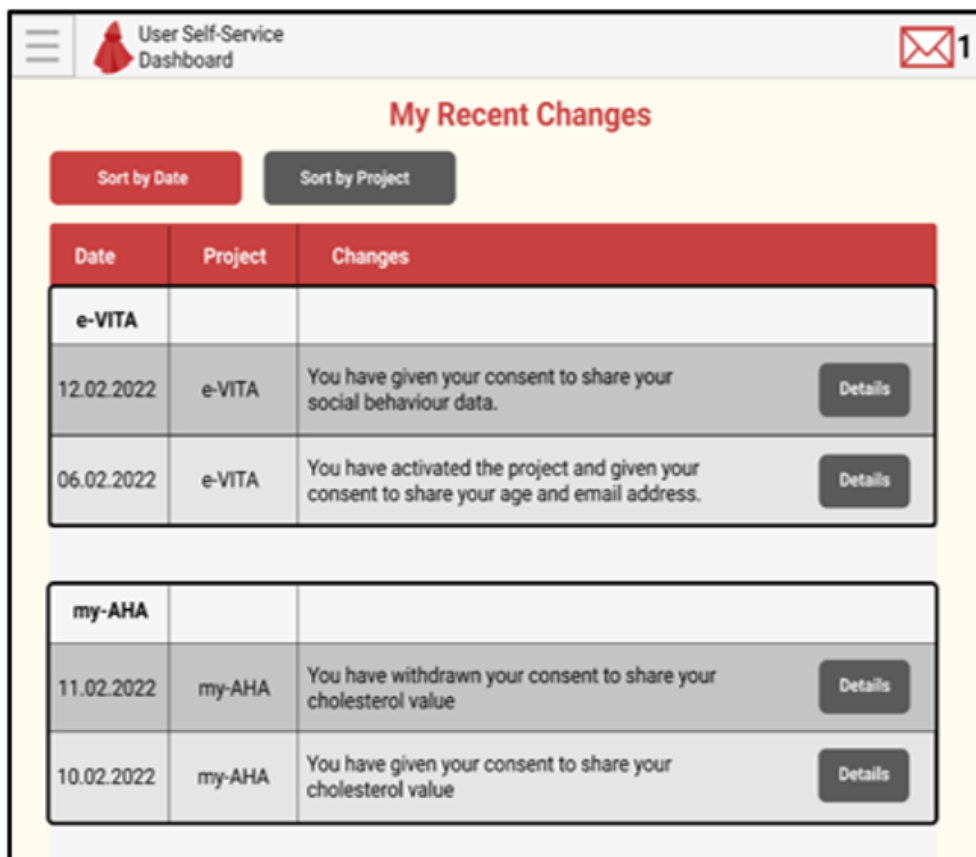 User Self-Service
Dashboard
1
My Recent Changes
Sort by Date
Sort by Project
Date Project Changes
e-VITA
12.02.2022 e-VITA You have given your consent to share your
social behaviour data.
Details
06.02.2022 e-VITA You have activated the project and given your
consent to share your age and email address.
Details
my-AHA
11.02.2022 my-AHA You have withdrawn your consent to share your
cholesterol value
Details
10.02.2022 my-AHA You have given your consent to share your
cholesterol value
Details